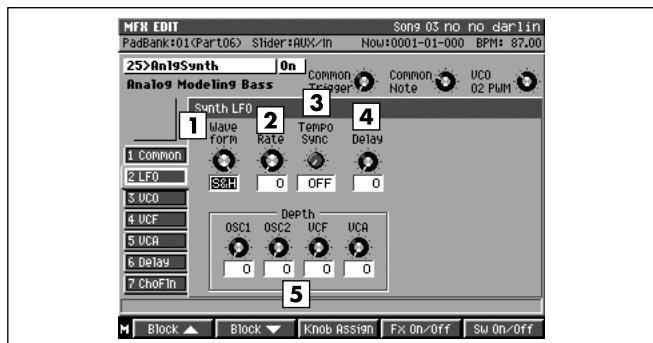 MFX EDIT Song 03 no no darlin
PadBank:01(Part06) Slider:AUX/In Now:0001-01-000 BPM: 87.00
25>AnlgSynth On
Analog Modeling Bass
Common Trigger
Common Note
VCO 02 PWM
Synth LFO
1 2 3 4
Wave form
Rate
Tempo Sync
Delay
S&H 0 OFF 0
1 Common
2 LFO
3 VCO
4 VCF
5 VCA
6 Delay
7 ChoFln
Depth
OSC1 OSC2 VCF VCA
0 0 0 0
5
M Block ▲ Block ▼ Knob Assign Fx On/Off Sw On/Off